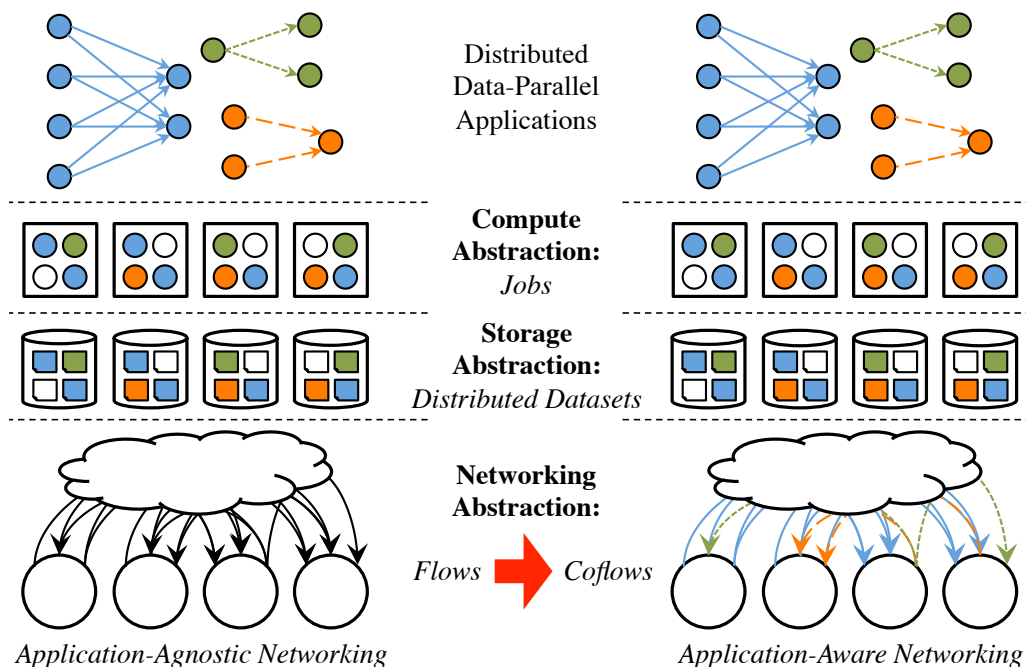 Distributed
Data-Parallel
Applications
Compute
Abstraction:
Jobs
Storage
Abstraction:
Distributed Datasets
Networking
Abstraction:
Flows
Coflows
Application-Agnostic Networking
Application-Aware Networking